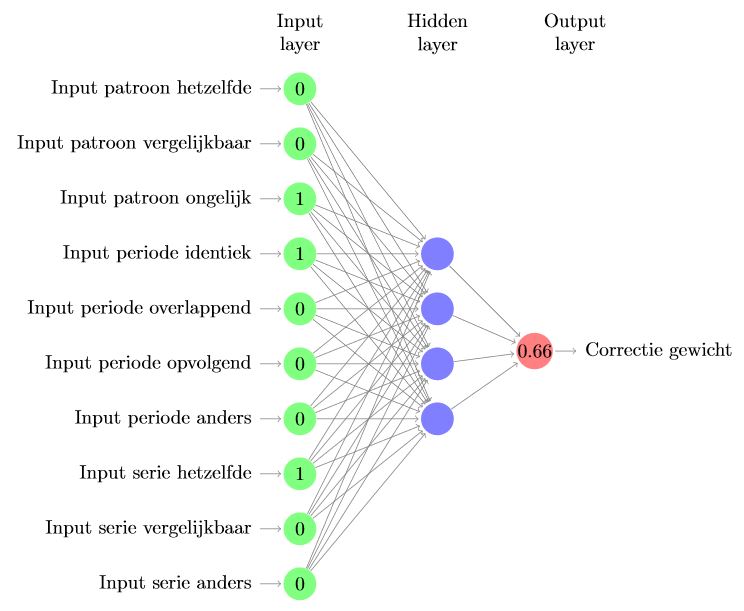 Input
layer
Hidden
layer
Output
layer
Input patroon hetzelfde
0
Input patroon vergelijkbaar
0
Input patroon ongelijk
1
Input periode identiek
1
Input periode overlappend
0
Input periode opvolgend
0
0.66
Correctie gewicht
Input periode anders
0
Input serie hetzelfde
1
Input serie vergelijkbaar
0
Input serie anders
0